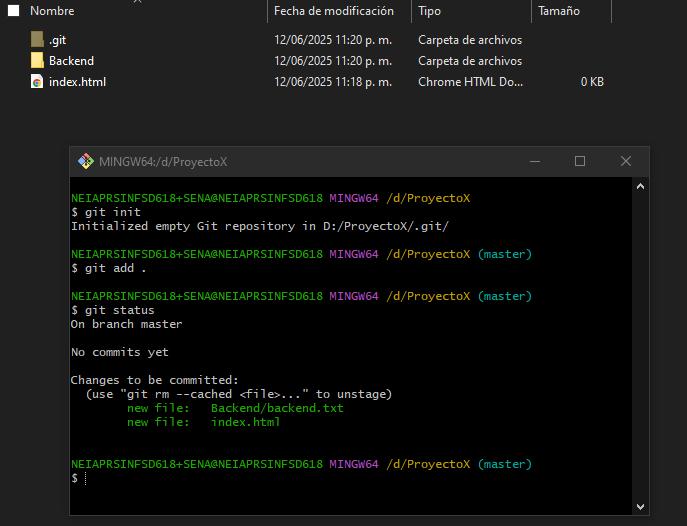 Nombre Fecha de modificación Tipo Tamaño
.git 12/06/2025 11:20 p. m. Carpeta de archivos
Backend 12/06/2025 11:20 p. m. Carpeta de archivos
index.html 12/06/2025 11:18 p. m. Chrome HTML Do... 0 KB
MINGW64:/d/ProyectoX
NEIAPRSINFSD618+SENA@NEIAPRSINFSD618 MINGW64 /d/ProyectoX
$ git init
Initialized empty Git repository in D:/ProyectoX/.git/
NEIAPRSINFSD618+SENA@NEIAPRSINFSD618 MINGW64 /d/ProyectoX (master)
$ git add .
NEIAPRSINFSD618+SENA@NEIAPRSINFSD618 MINGW64 /d/ProyectoX (master)
$ git status
On branch master
No commits yet
Changes to be committed:
(use "git rm --cached <file>..." to unstage)
new file: Backend/backend.txt
new file: index.html
NEIAPRSINFSD618+SENA@NEIAPRSINFSD618 MINGW64 /d/ProyectoX (master)
$